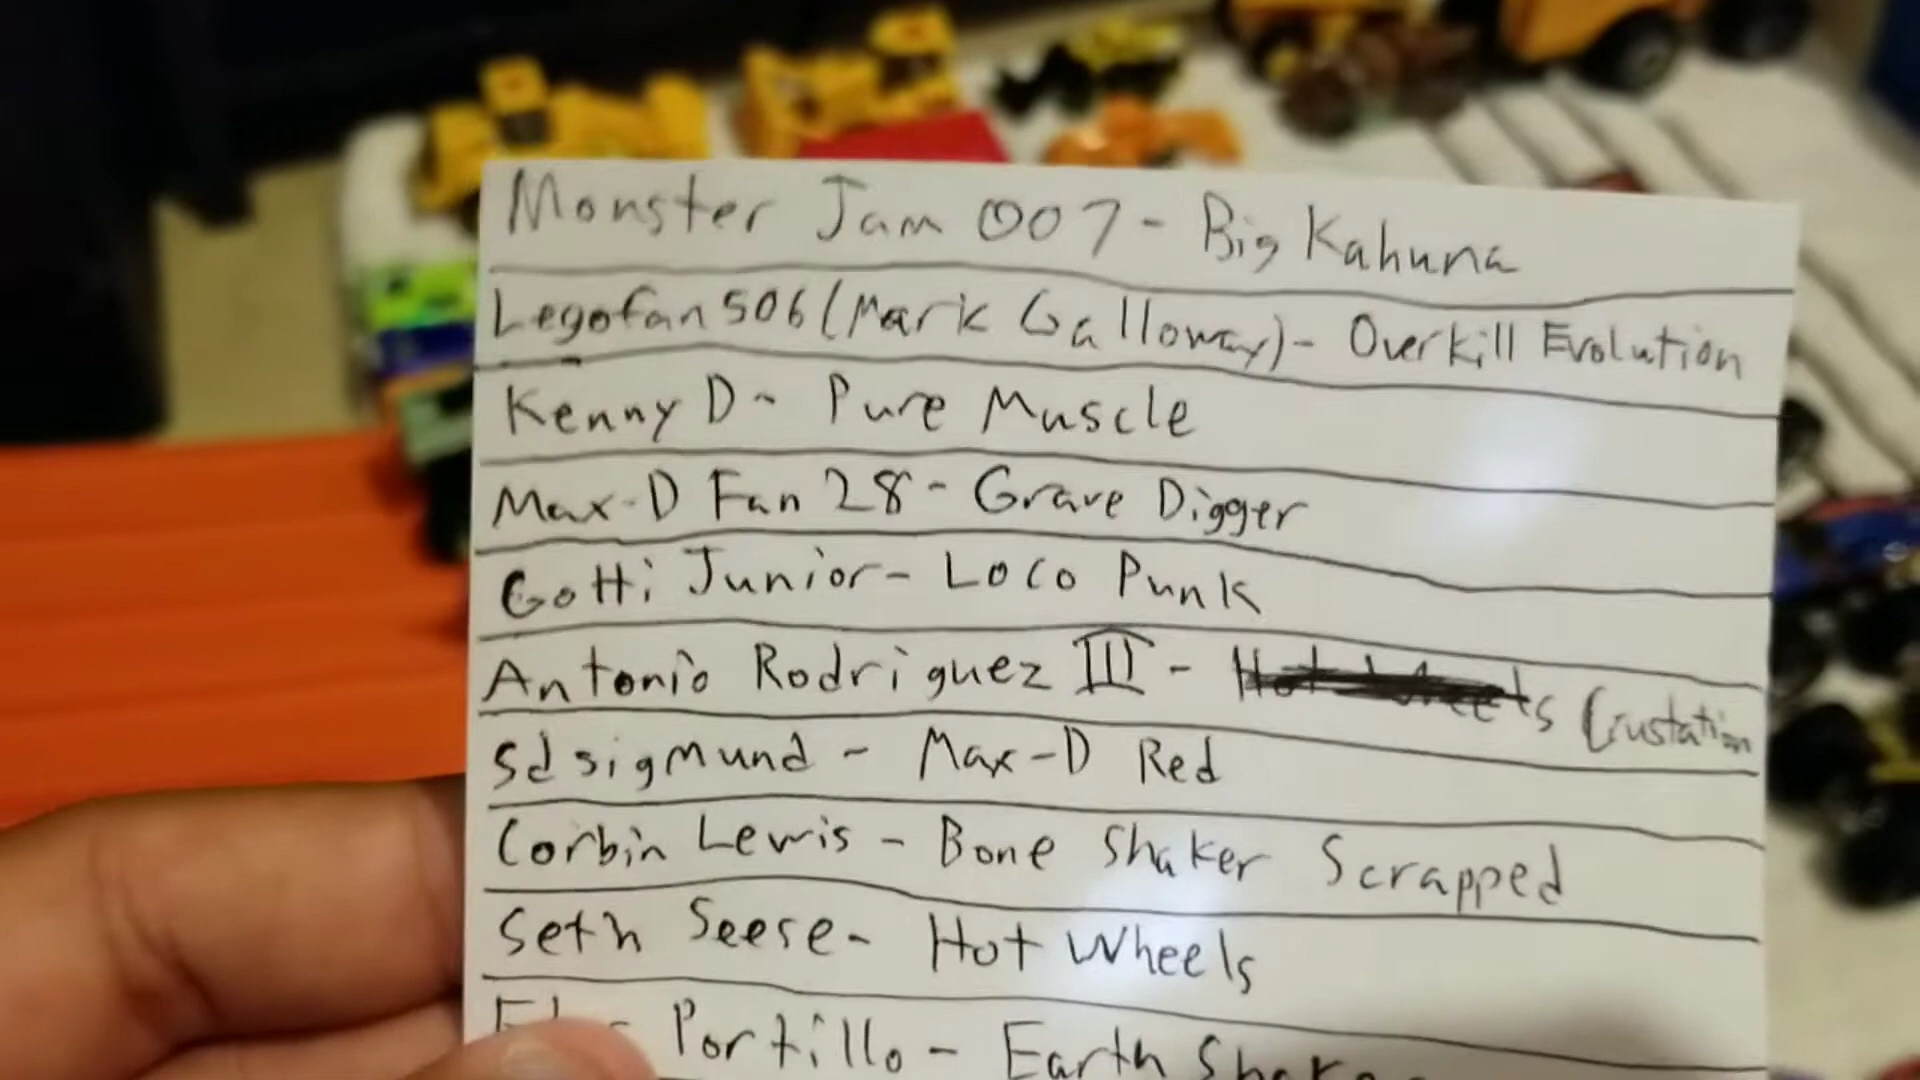 Monster Jam 007 - Big Kahuna
Legofan506 (Mark Galloway) - Overkill Evolution
Kenny D - Pure Muscle
Max-D Fan 28 - Grave Digger
Gotti Junior - Loco Punk
Antonio Rodriguez III - Crustation
Sdsigmund - Max-D Red
Corbin Lewis - Bone Shaker Scrapped
Seth Seese - Hot Wheels
Portillo - Earth